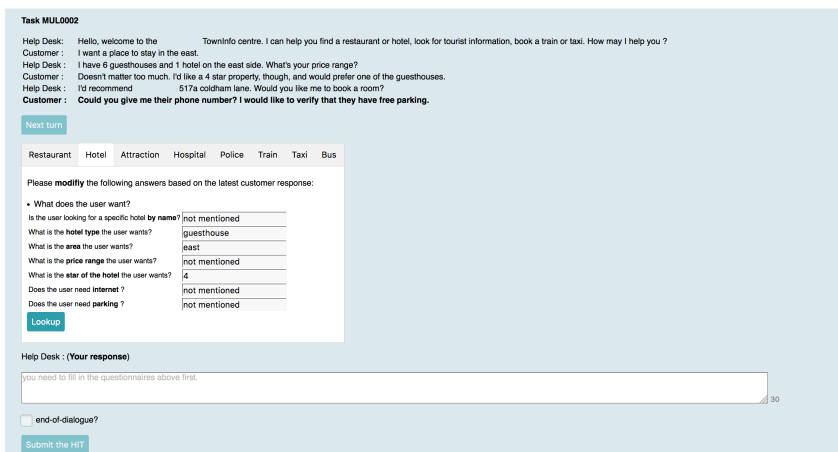 Task MUL0002
Help Desk: Hello, welcome to the TownInfo centre. I can help you find a restaurant or hotel, look for tourist information, book a train or taxi. How may I help you ?
Customer : I want a place to stay in the east.
Help Desk : I have 6 guesthouses and 1 hotel on the east side. What's your price range?
Customer : Doesn't matter too much. I'd like a 4 star property, though, and would prefer one of the guesthouses.
Help Desk : I'd recommend 517a coldham lane. Would you like me to book a room?
Customer : Could you give me their phone number? I would like to verify that they have free parking.
Next turn
Restaurant Hotel Attraction Hospital Police Train Taxi Bus
Please modifiy the following answers based on the latest customer response:
• What does the user want?
Is the user looking for a specific hotel by name? not mentioned
What is the hotel type the user wants? guesthouse
What is the area the user wants? east
What is the price range the user wants? not mentioned
What is the star of the hotel the user wants? 4
Does the user need internet ? not mentioned
Does the user need parking ? not mentioned
Lookup
Help Desk : (Your response)
you need to fill in the questionnaires above first.
30
end-of-dialogue?
Submit the HIT